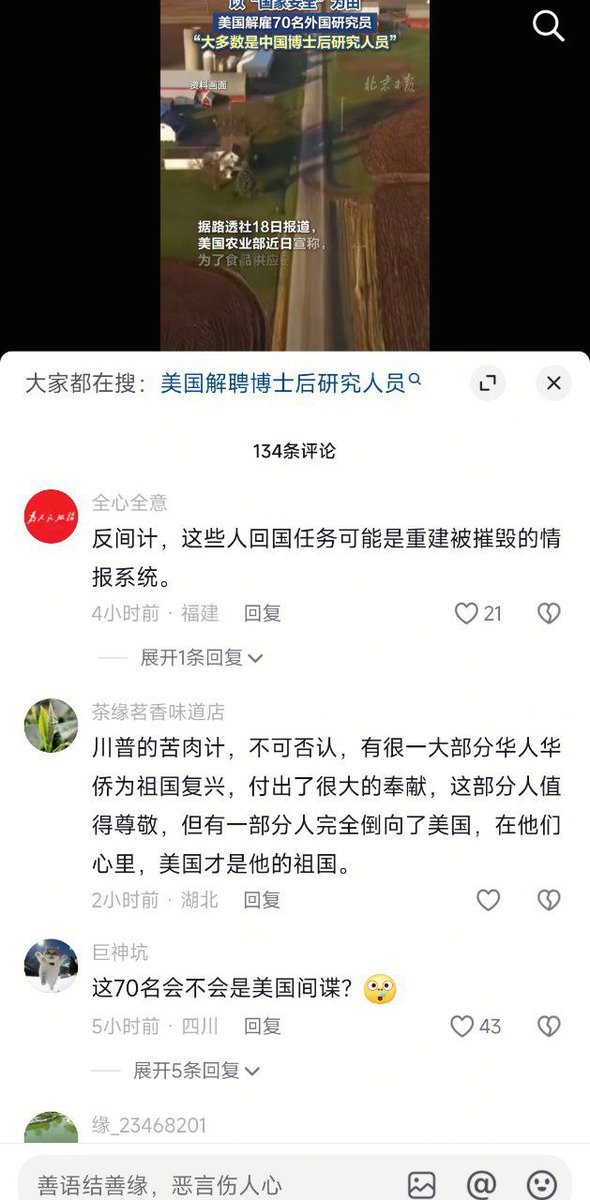 以“国家安全”为由
美国解雇70名外国研究员
“大多数是中国博士后研究人员”
资料画面
北京日报
据路透社18日报道，
美国农业部近日宣称，
为了食品供应
大家都在搜：美国解聘博士后研究人员
134条评论
全心全意
为人民服务
反间计，这些人回国任务可能是重建被摧毁的情
报系统。
4小时前 · 福建 回复
21
展开1条回复
茶缘茗香味道店
川普的苦肉计，不可否认，有很一大部分华人华
侨为祖国复兴，付出了很大的奉献，这部分人值
得尊敬，但有一部分人完全倒向了美国，在他们
心里，美国才是他的祖国。
2小时前 · 湖北 回复
巨神坑
这70名会不会是美国间谍？
5小时前 · 四川 回复
43
展开5条回复
缘_23468201
善语结善缘，恶言伤人心